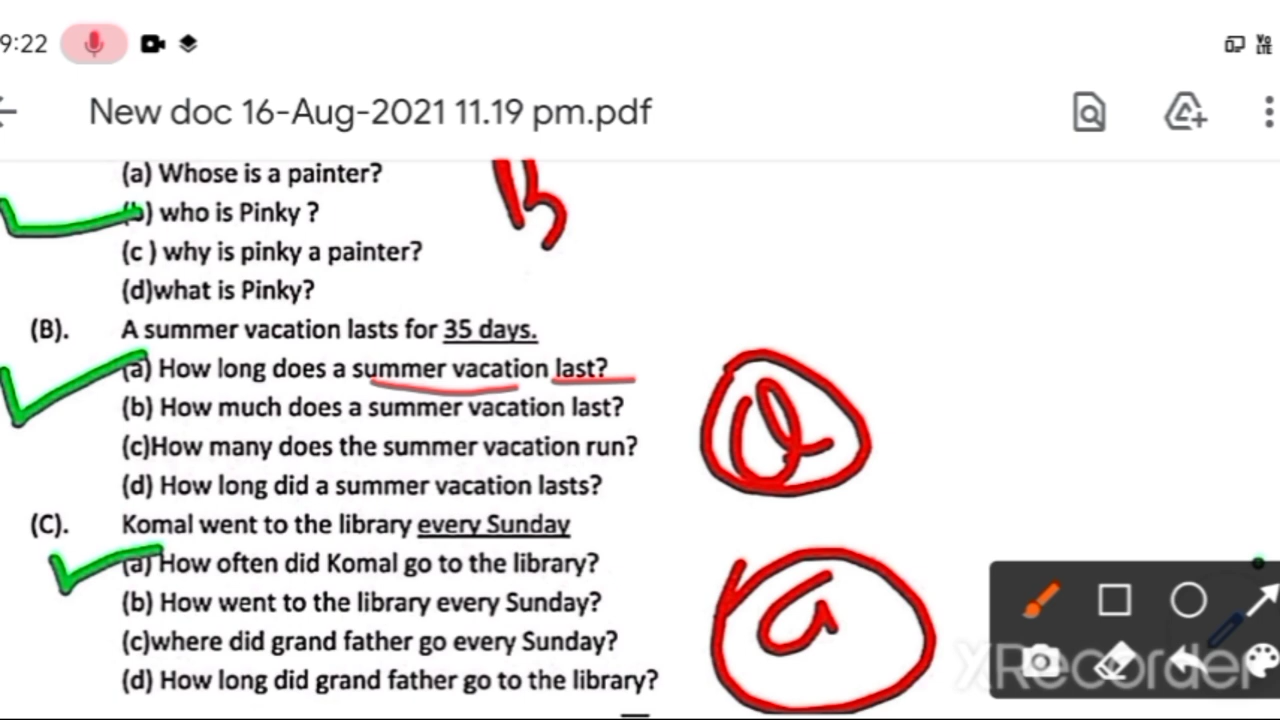 9:22
Vo
LTE
New doc 16-Aug-2021 11.19 pm.pdf
(a) Whose is a painter?
(b) who is Pinky ?
B
(c ) why is pinky a painter?
(d)what is Pinky?
(B). A summer vacation lasts for 35 days.
(a) How long does a summer vacation last?
(b) How much does a summer vacation last?
a
(c)How many does the summer vacation run?
(d) How long did a summer vacation lasts?
(C). Komal went to the library every Sunday
(a) How often did Komal go to the library?
(b) How went to the library every Sunday?
a
(c)where did grand father go every Sunday?
(d) How long did grand father go to the library?
XRecorder